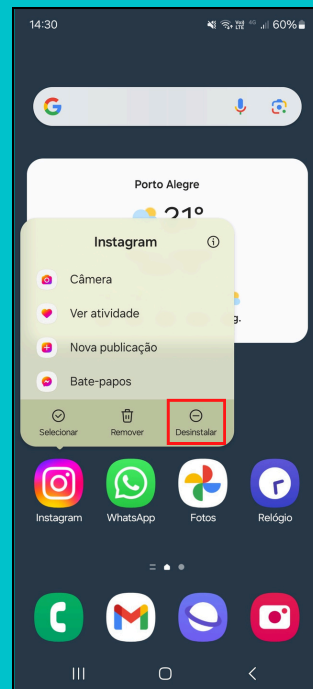 14:30
60%
Porto Alegre
21°
Instagram
Câmera
Ver atividade
Nova publicação
g.
Bate-papos
Selecionar Remover Desinstalar
Instagram WhatsApp Fotos Relógio